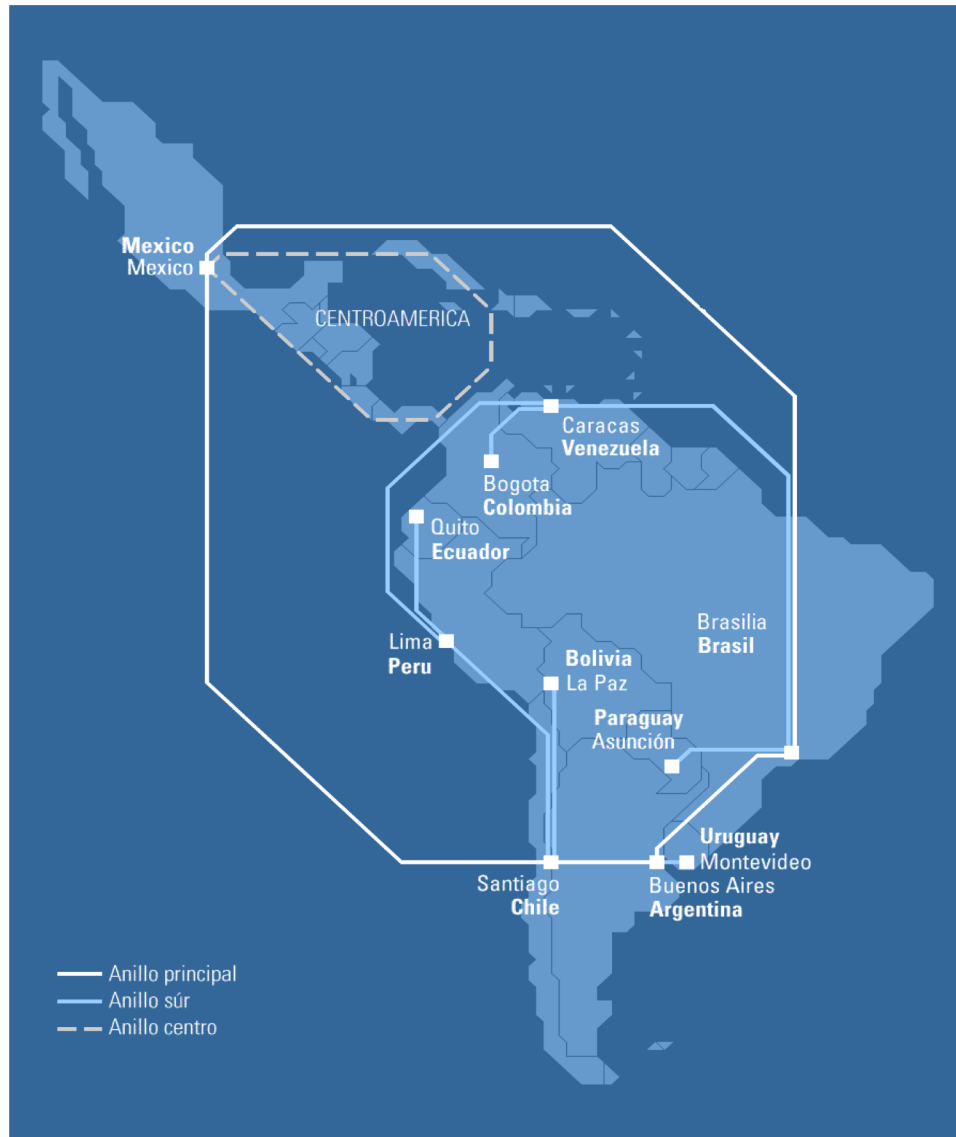 Mexico
Mexico
CENTROAMERICA
Caracas
Venezuela
Bogota
Colombia
Quito
Ecuador
Brasilia
Brasil
Lima
Peru
Bolivia
La Paz
Paraguay
Asunción
Uruguay
Montevideo
Santiago
Chile
Buenos Aires
Argentina
Anillo principal
Anillo súr
Anillo centro